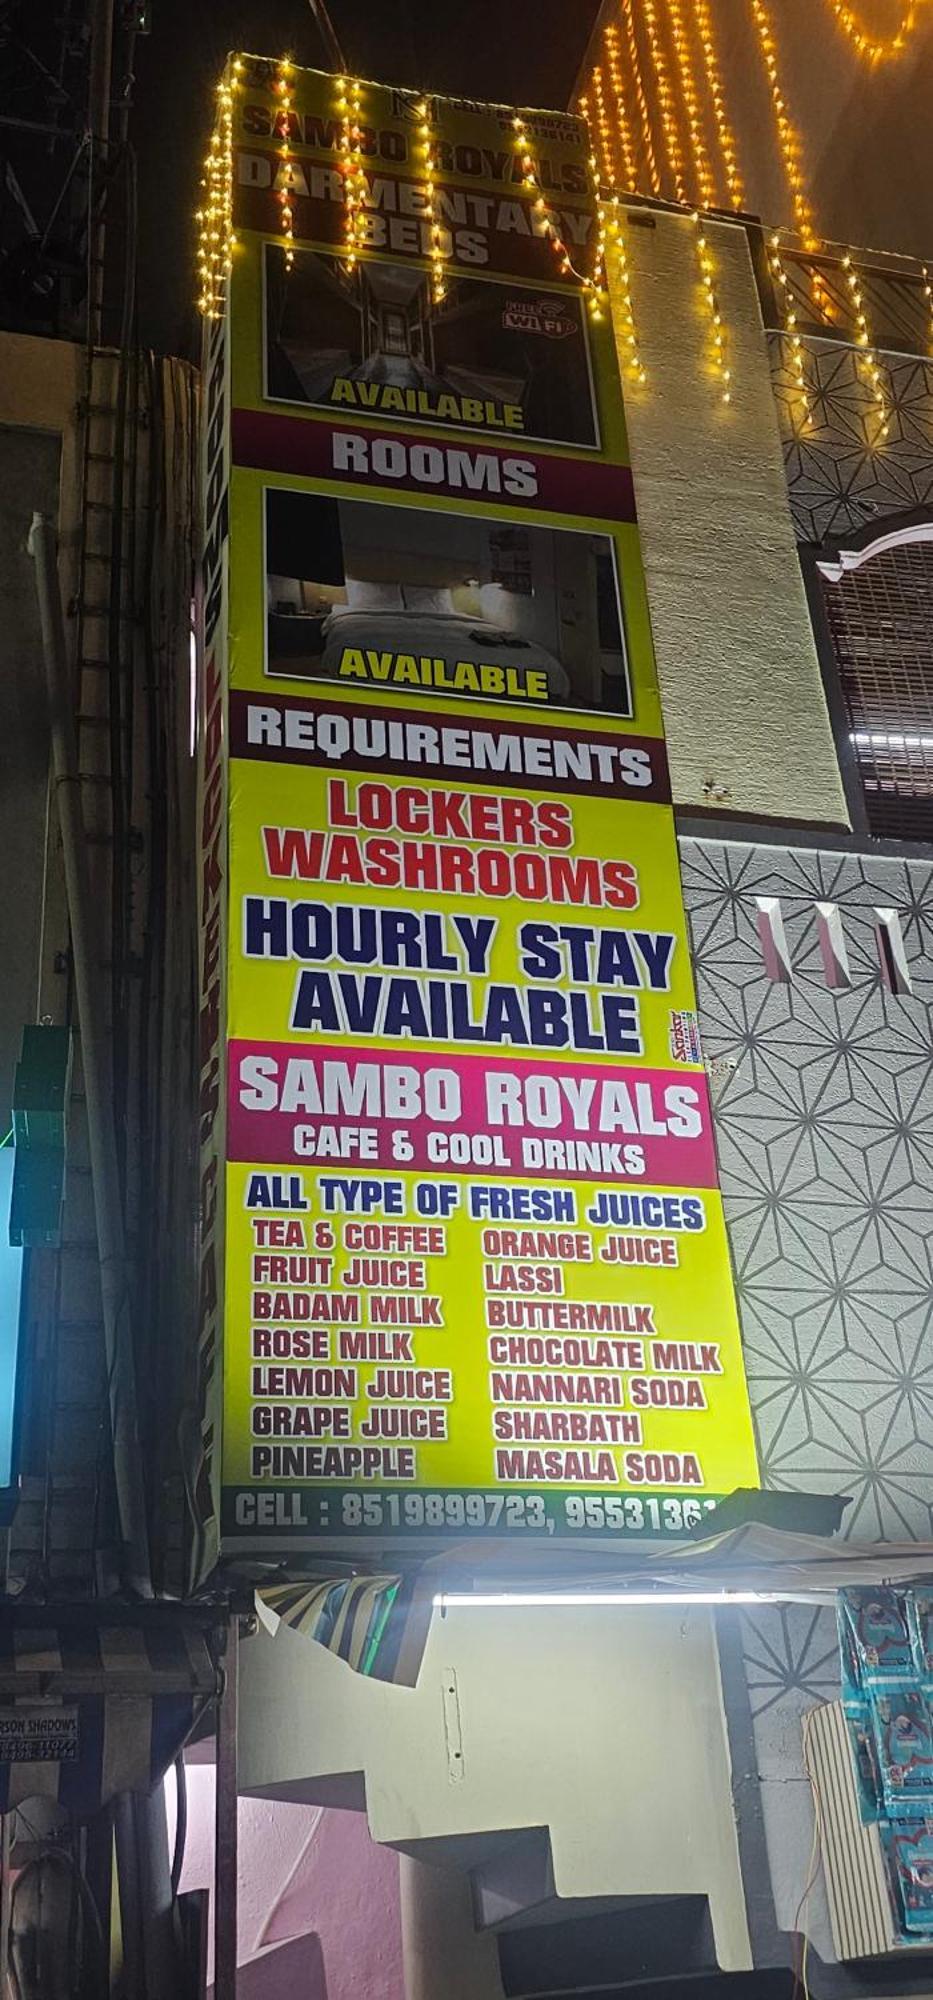 SAMBO ROYALS
DARMENTARY
BEDS
FREE
WIFI
AVAILABLE
ROOMS
AVAILABLE
REQUIREMENTS
LOCKERS
WASHROOMS
HOURLY STAY
AVAILABLE
SAMBO ROYALS
CAFE & COOL DRINKS
ALL TYPE OF FRESH JUICES
TEA & COFFEE
FRUIT JUICE
BADAM MILK
ROSE MILK
LEMON JUICE
GRAPE JUICE
PINEAPPLE
ORANGE JUICE
LASSI
BUTTERMILK
CHOCOLATE MILK
NANNARI SODA
SHARBATH
MASALA SODA
CELL : 8519899723,
SHADOWS